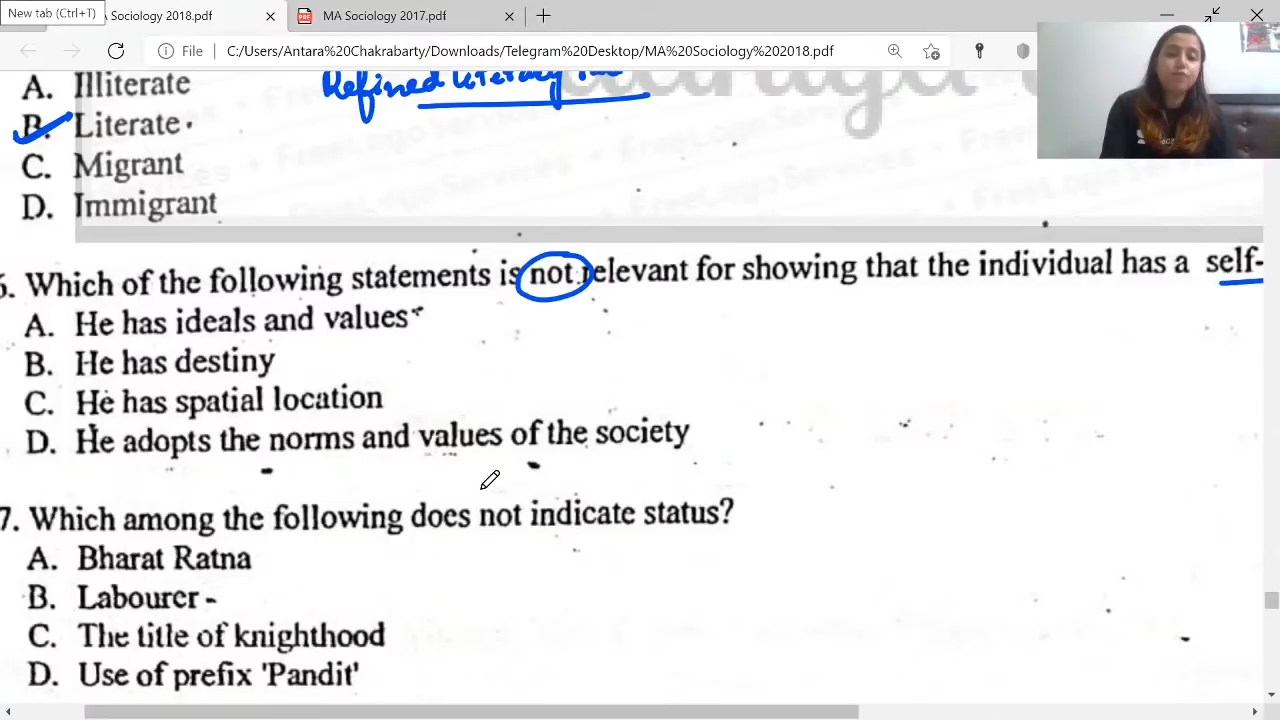 New tab (Ctrl+T)
Sociology 2018.pdf
MA Sociology 2017.pdf
File
C:/Users/Antara%20Chakrabarty/Downloads/Telegram%20Desktop/MA%20Sociology%202018.pdf
A. Illiterate
Refined Literacy
B. Literate
C. Migrant
D. Immigrant
6. Which of the following statements is not relevant for showing that the individual has a self-
A. He has ideals and values
B. He has destiny
C. He has spatial location
D. He adopts the norms and values of the society
7. Which among the following does not indicate status?
A. Bharat Ratna
B. Labourer -
C. The title of knighthood
D. Use of prefix 'Pandit'